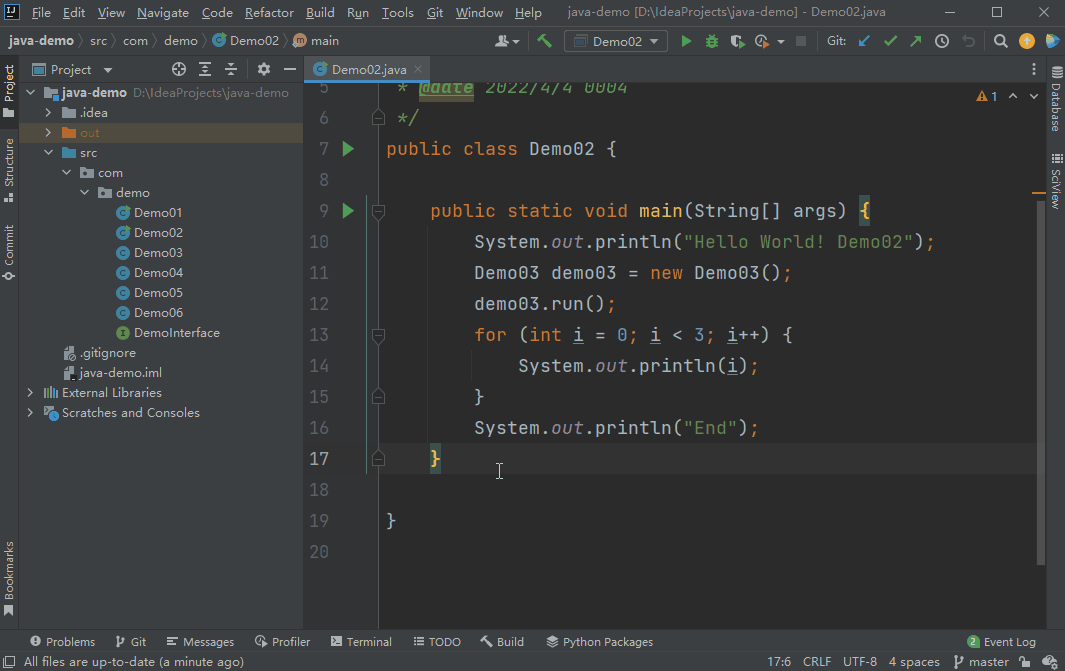 File Edit View Navigate Code Refactor Build Run Tools Git Window Help java-demo [D:\IdeaProjects\java-demo] - Demo02.java
java-demo src com demo Demo02 main Demo02 Git:
Project Demo02.java
java-demo D:\IdeaProjects\java-demo
.idea
out
src
com
demo
Demo01
Demo02
Demo03
Demo04
Demo05
Demo06
DemoInterface
.gitignore
java-demo.iml
External Libraries
Scratches and Consoles
Project
Structure
Commit
Bookmarks
5 * @date 2022/4/4 0004
6 */
7 public class Demo02 {
8
9 public static void main(String[] args) {
10 System.out.println("Hello World! Demo02");
11 Demo03 demo03 = new Demo03();
12 demo03.run();
13 for (int i = 0; i < 3; i++) {
14 System.out.println(i);
15 }
16 System.out.println("End");
17 }
18
19 }
20
1
Database
SciView
Problems Git Messages Profiler Terminal TODO Build Python Packages 2 Event Log
All files are up-to-date (a minute ago) 17:6 CRLF UTF-8 4 spaces master